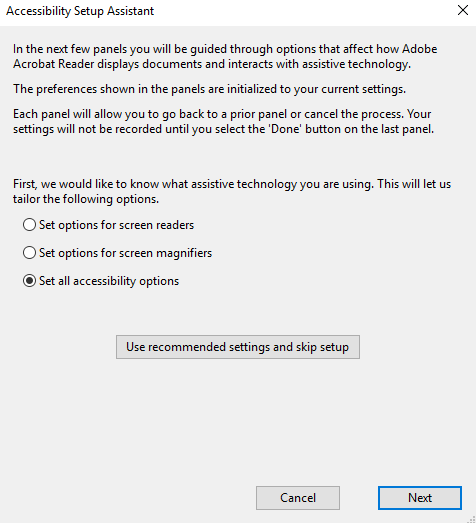 Accessibility Setup Assistant
In the next few panels you will be guided through options that affect how Adobe
Acrobat Reader displays documents and interacts with assistive technology.
The preferences shown in the panels are initialized to your current settings.
Each panel will allow you to go back to a prior panel or cancel the process. Your
settings will not be recorded until you select the 'Done' button on the last panel.
First, we would like to know what assistive technology you are using. This will let us
tailor the following options.
Set options for screen readers
Set options for screen magnifiers
Set all accessibility options
Use recommended settings and skip setup
Cancel
Next